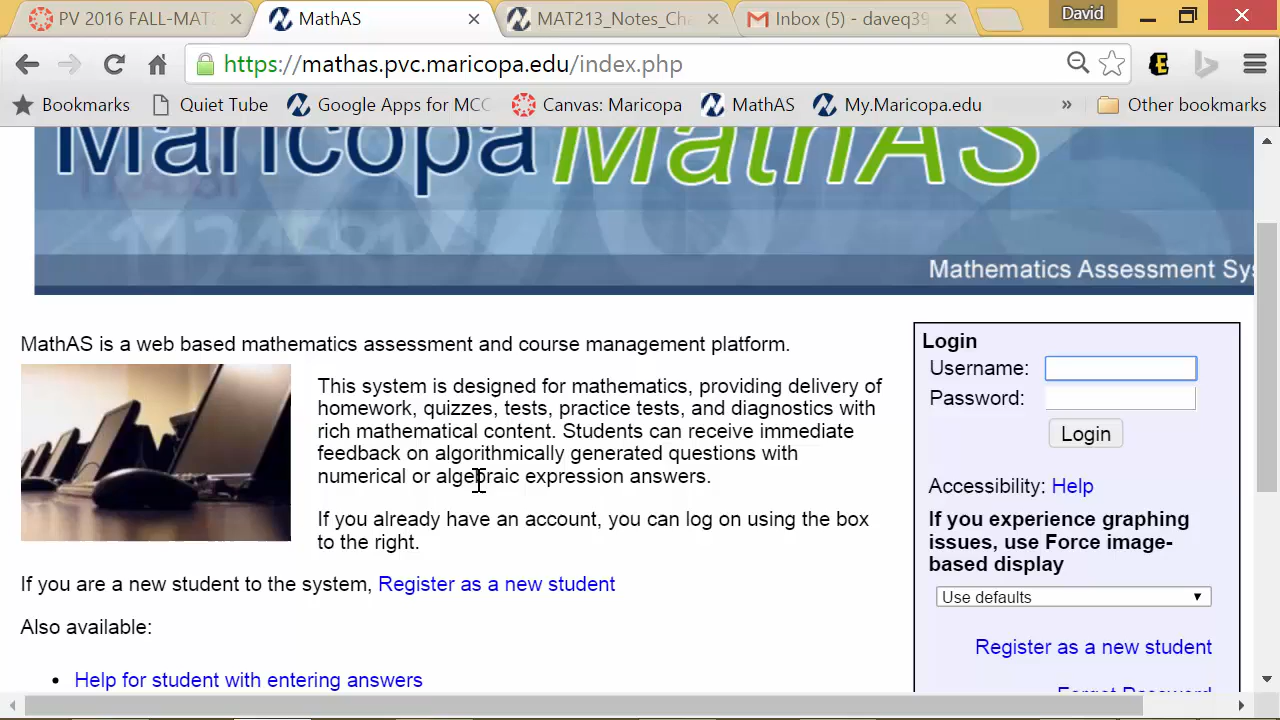 PV 2016 FALL-MAT
MathAS
MAT213_Notes_Cha
Inbox (5) - daveq39
David
https://mathas.pvc.maricopa.edu/index.php
Bookmarks
Quiet Tube
Google Apps for MCC
Canvas: Maricopa
MathAS
My.Maricopa.edu
»
Other bookmarks
Maricopa MathAS
Mathematics Assessment Sys
MathAS is a web based mathematics assessment and course management platform.
This system is designed for mathematics, providing delivery of
homework, quizzes, tests, practice tests, and diagnostics with
rich mathematical content. Students can receive immediate
feedback on algorithmically generated questions with
numerical or algebraic expression answers.
If you already have an account, you can log on using the box
to the right.
If you are a new student to the system, Register as a new student
Also available:
• Help for student with entering answers
Login
Username:
Password:
Login
Accessibility: Help
If you experience graphing
issues, use Force image-
based display
Use defaults
Register as a new student
Forgot Password